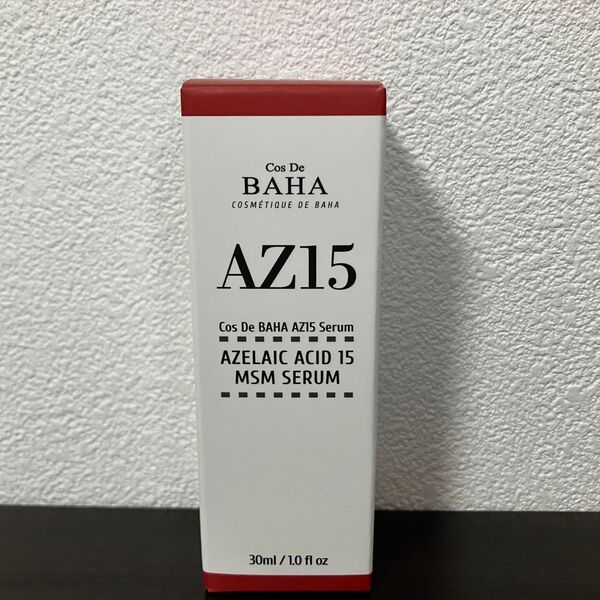 Cos De
BAHA
COSMÉTIQUE DE BAHA
AZ15
Cos De BAHA AZ15 Serum
AZELAIC ACID 15
MSM SERUM
30ml / 1.0 fl oz